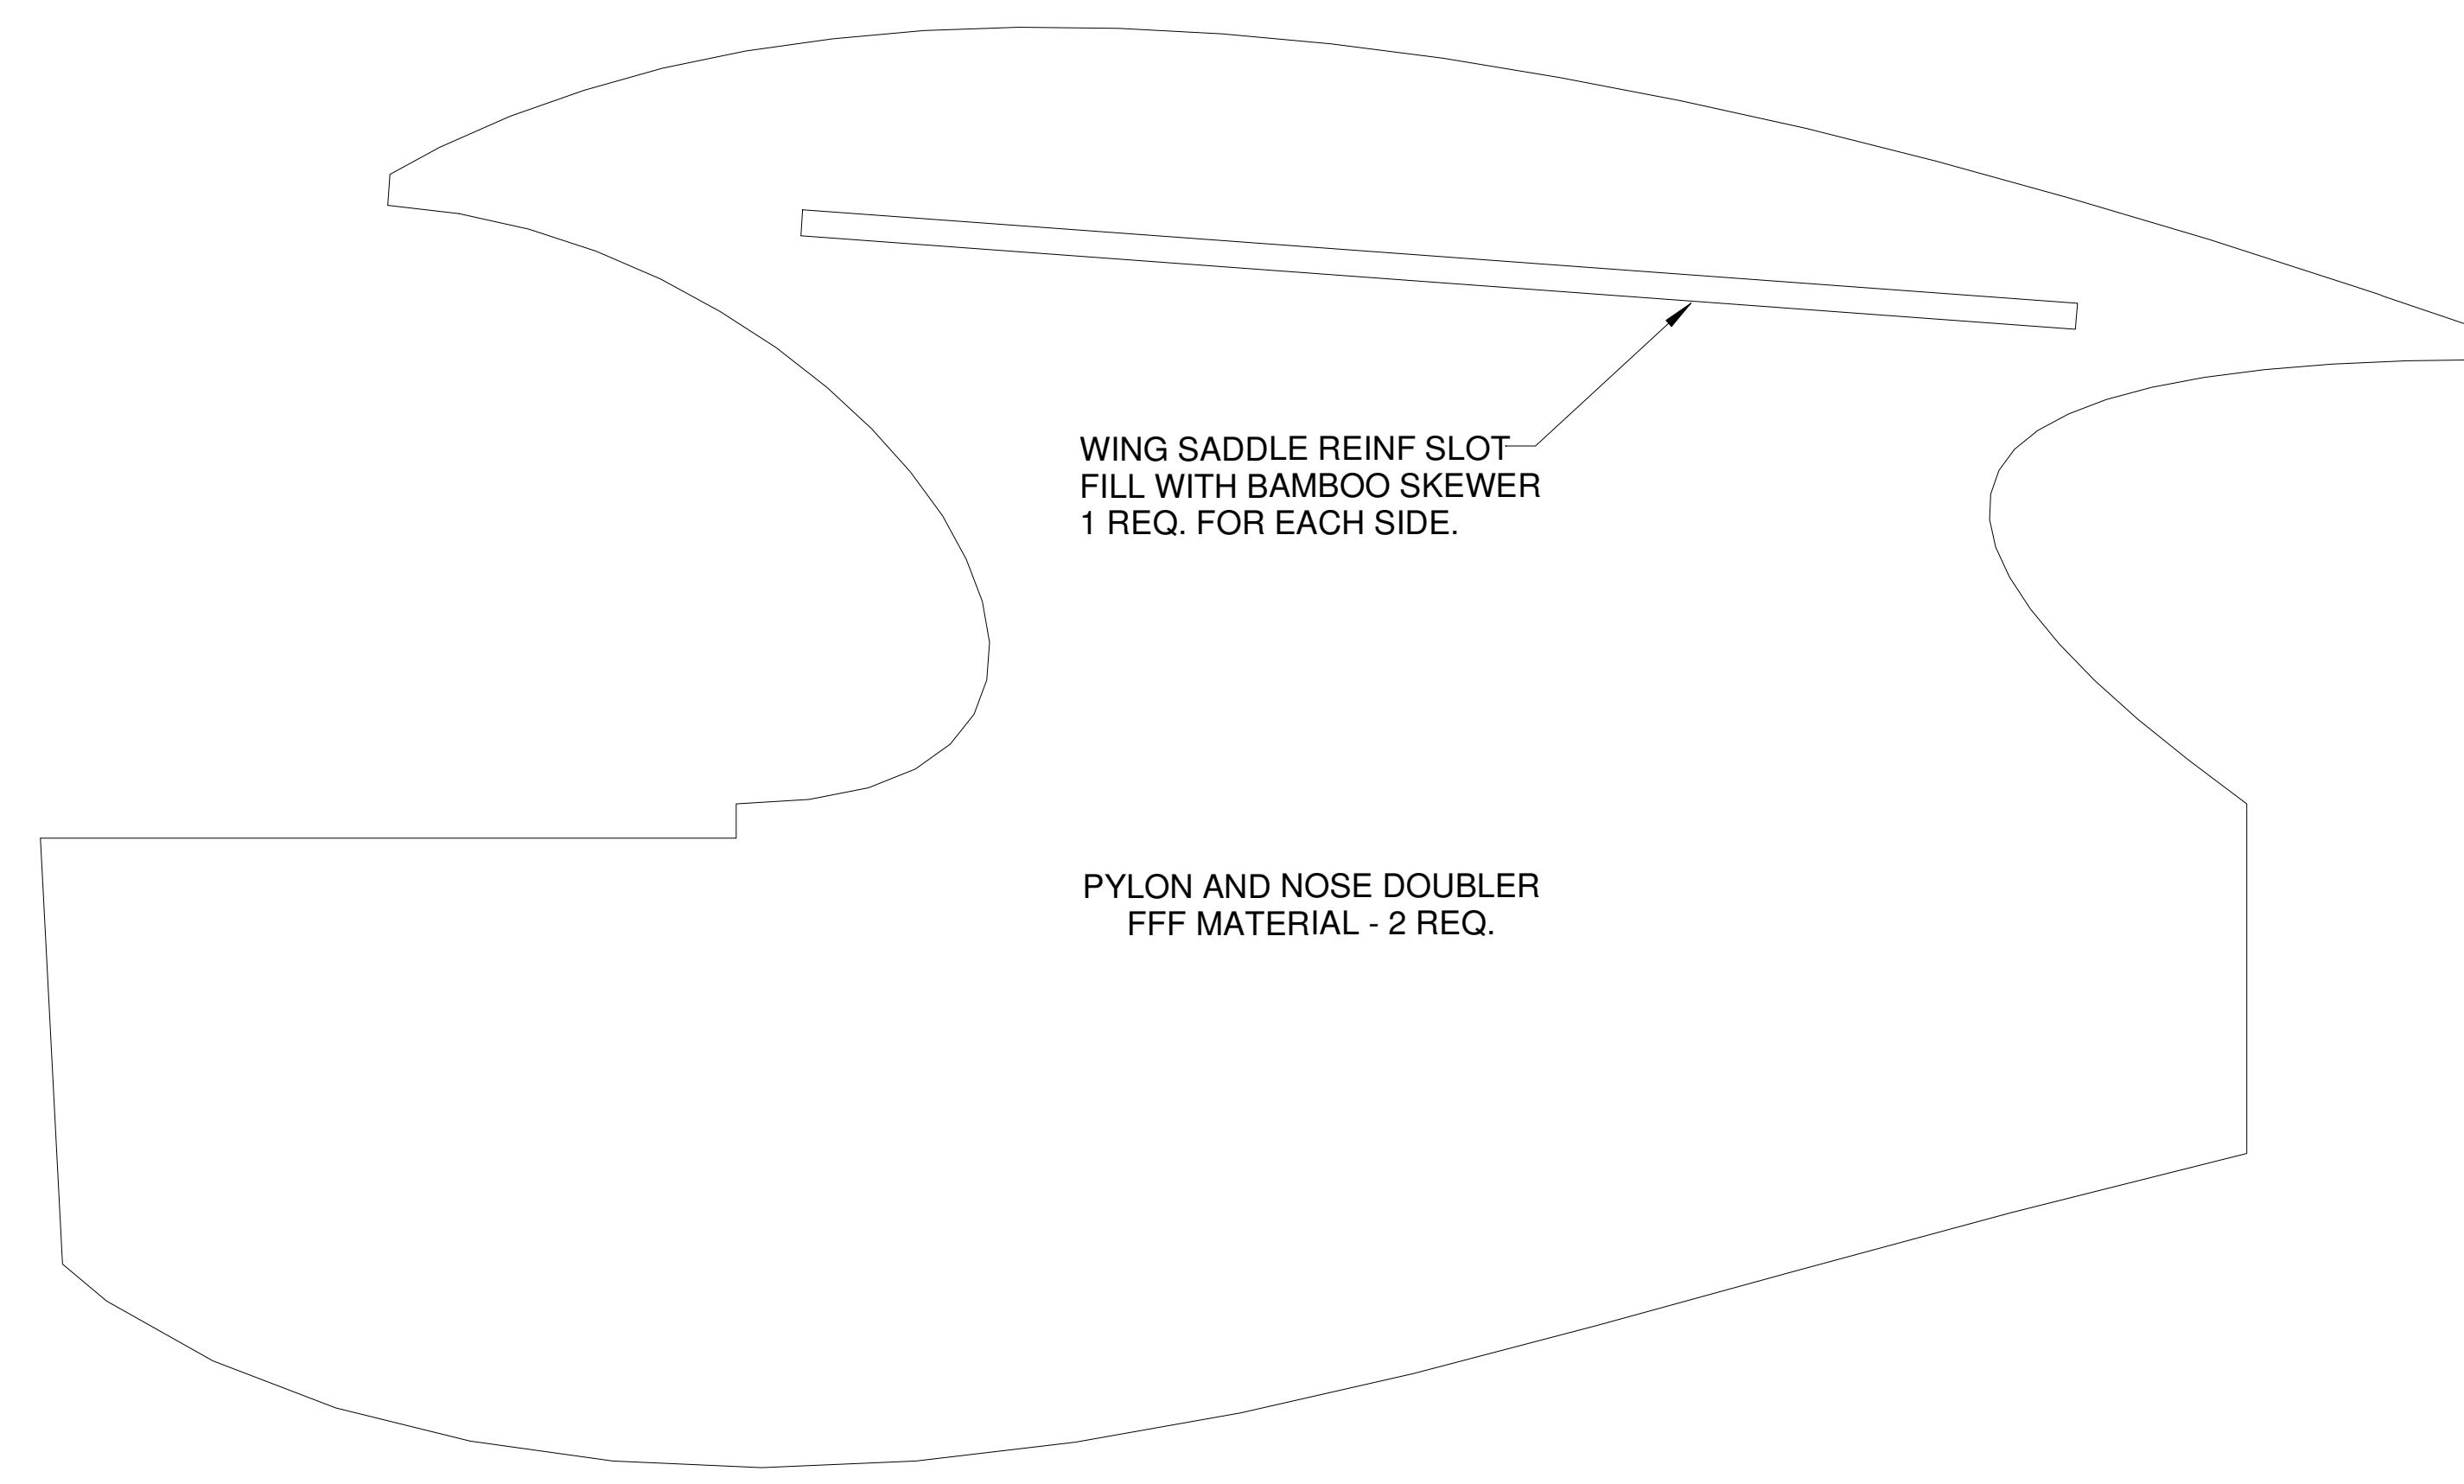 WING SADDLE REINF SLOT
FILL WITH BAMBOO SKEWER
1 REQ. FOR EACH SIDE.
PYLON AND NOSE DOUBLER
FFF MATERIAL - 2 REQ.